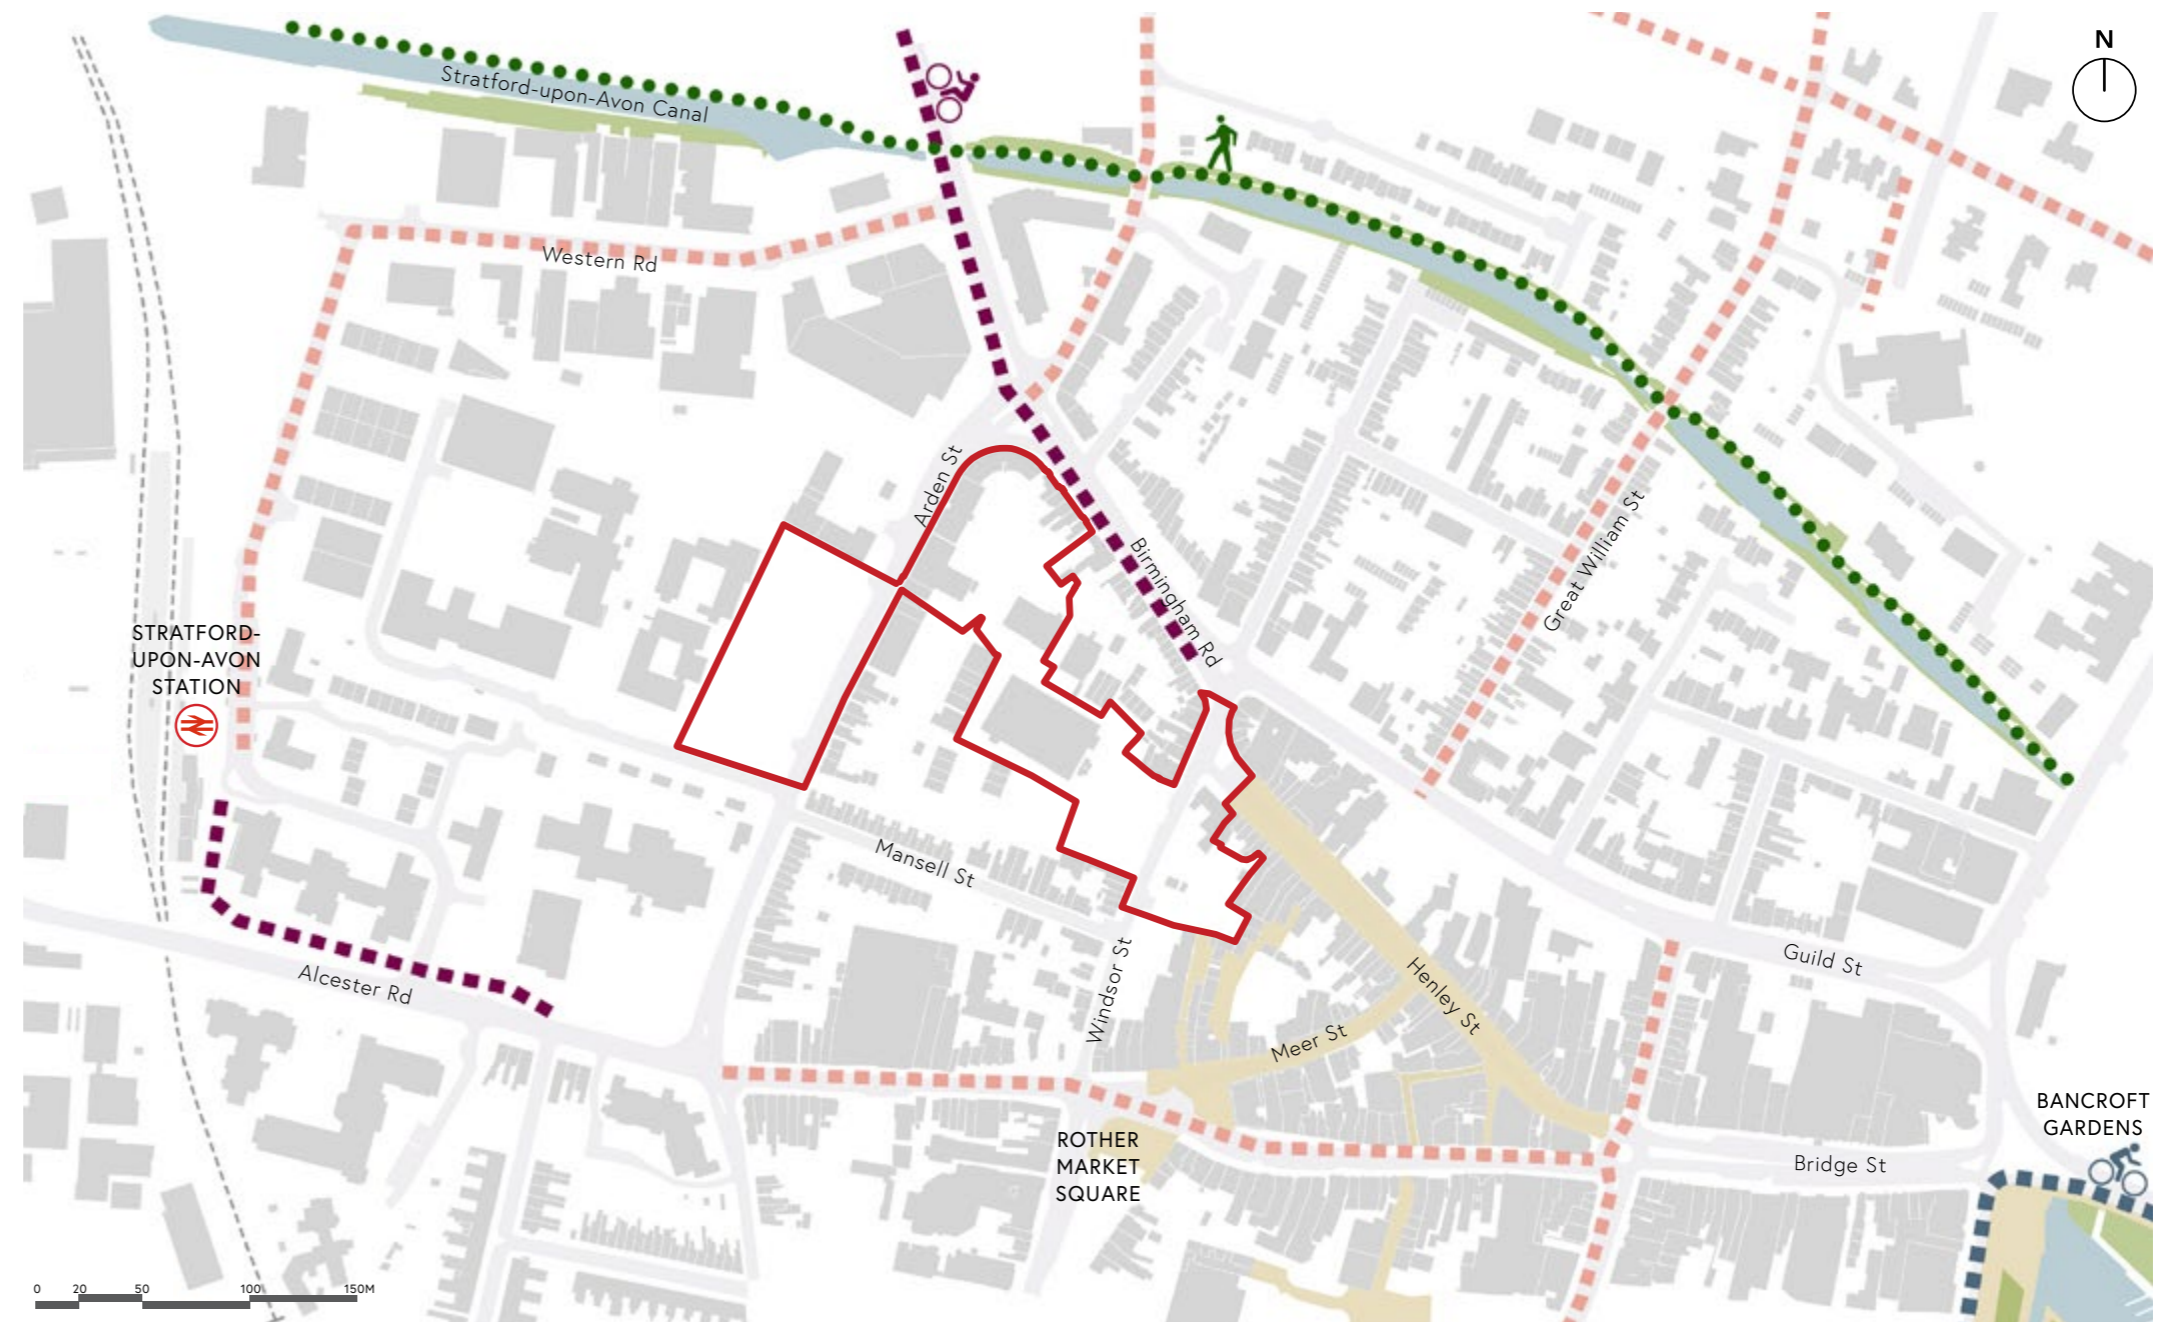 N
Stratford-upon-Avon Canal
Western Rd
Arden St
Birmingham Rd
Great William St
STRATFORD-
UPON-AVON
STATION
Mansell St
Windsor St
Alcester Rd
Guild St
Henley St
Meer St
BANCROFT
GARDENS
ROTHER
MARKET
SQUARE
Bridge St
0 20 50 100 150M